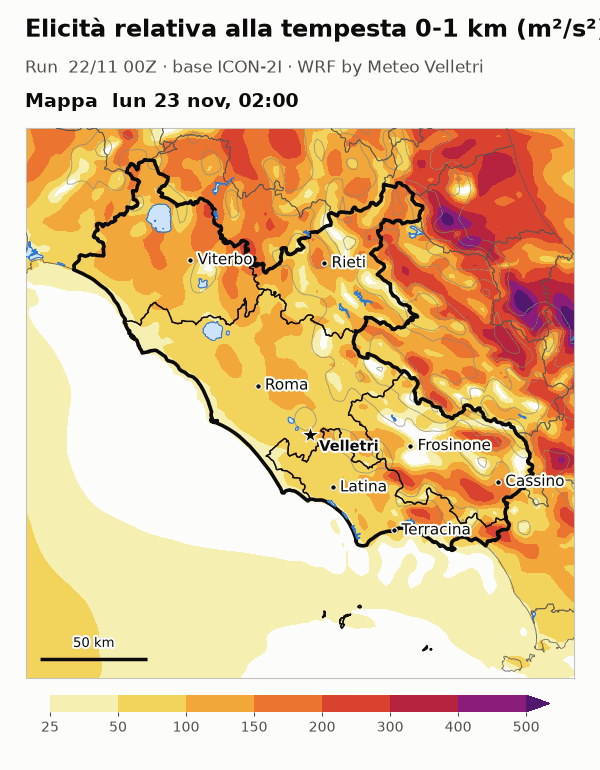 Elicità relativa alla tempesta 0-1 km (m²/s²)
Run  22/11 00Z · base ICON-2I · WRF by Meteo Velletri
Mappa  lun 23 nov, 02:00
Viterbo
Rieti
Roma
Velletri
Frosinone
Cassino
Latina
Terracina
50 km
25 50 100 150 200 300 400 500